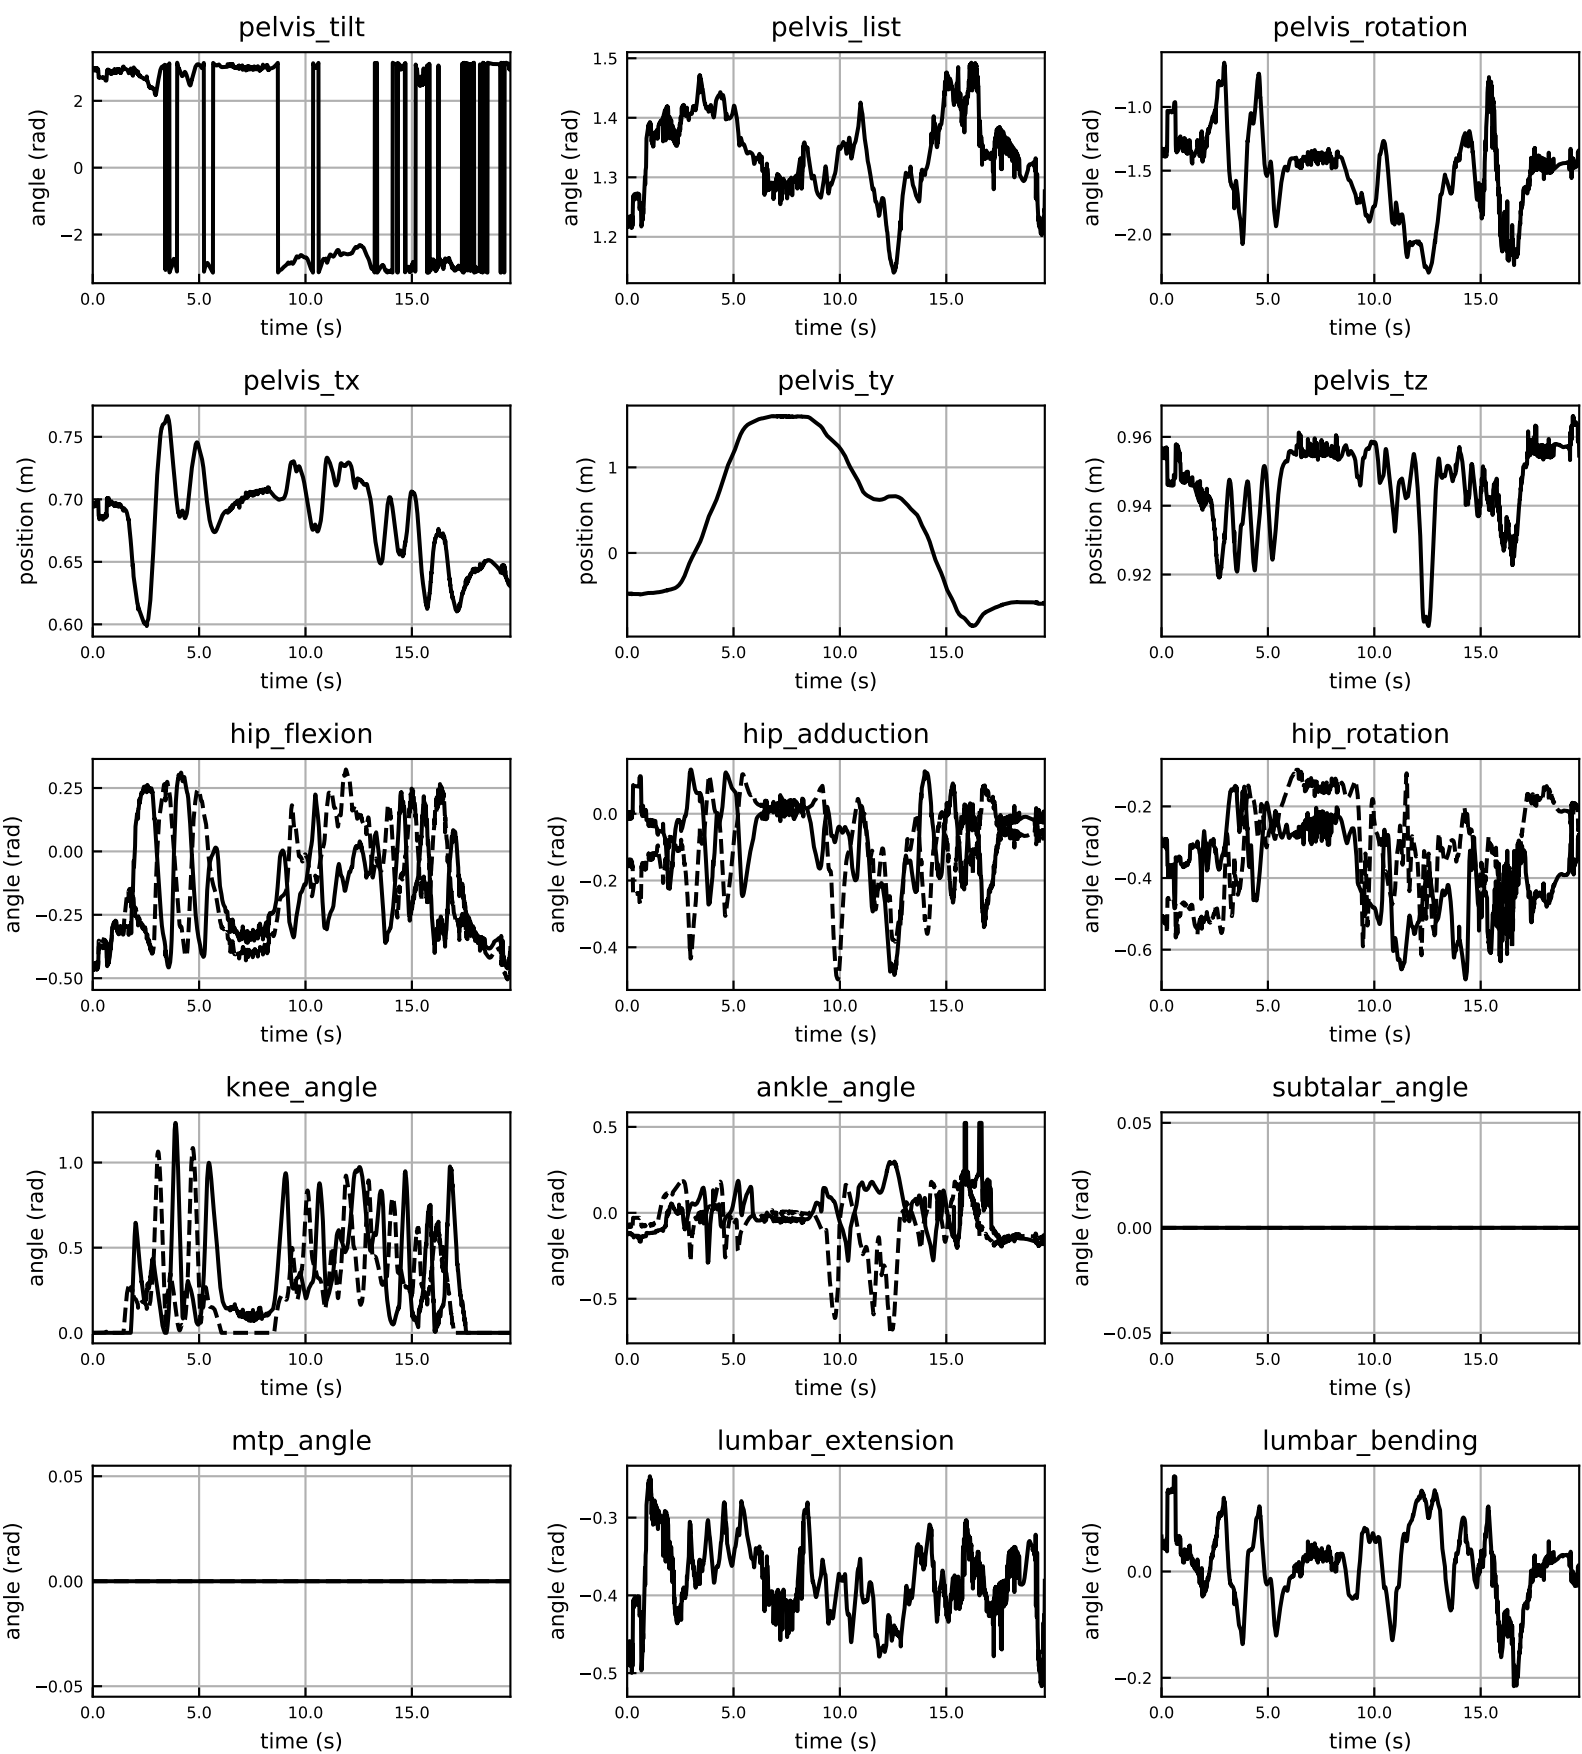 pelvis_tilt
angle (rad)
2
0
−2
0.0 5.0 10.0 15.0
time (s)
pelvis_list
angle (rad)
1.5
1.4
1.3
1.2
0.0 5.0 10.0 15.0
time (s)
pelvis_rotation
angle (rad)
−1.0
−1.5
−2.0
0.0 5.0 10.0 15.0
time (s)
pelvis_tx
position (m)
0.75
0.70
0.65
0.60
0.0 5.0 10.0 15.0
time (s)
pelvis_ty
position (m)
1
0
0.0 5.0 10.0 15.0
time (s)
pelvis_tz
position (m)
0.96
0.94
0.92
0.0 5.0 10.0 15.0
time (s)
hip_flexion
angle (rad)
0.25
0.00
−0.25
−0.50
0.0 5.0 10.0 15.0
time (s)
hip_adduction
angle (rad)
0.0
−0.2
−0.4
0.0 5.0 10.0 15.0
time (s)
hip_rotation
angle (rad)
−0.2
−0.4
−0.6
0.0 5.0 10.0 15.0
time (s)
knee_angle
angle (rad)
1.0
0.5
0.0
0.0 5.0 10.0 15.0
time (s)
ankle_angle
angle (rad)
0.5
0.0
−0.5
0.0 5.0 10.0 15.0
time (s)
subtalar_angle
angle (rad)
0.05
0.00
−0.05
0.0 5.0 10.0 15.0
time (s)
mtp_angle
angle (rad)
0.05
0.00
−0.05
0.0 5.0 10.0 15.0
time (s)
lumbar_extension
angle (rad)
−0.3
−0.4
−0.5
0.0 5.0 10.0 15.0
time (s)
lumbar_bending
angle (rad)
0.0
−0.2
0.0 5.0 10.0 15.0
time (s)